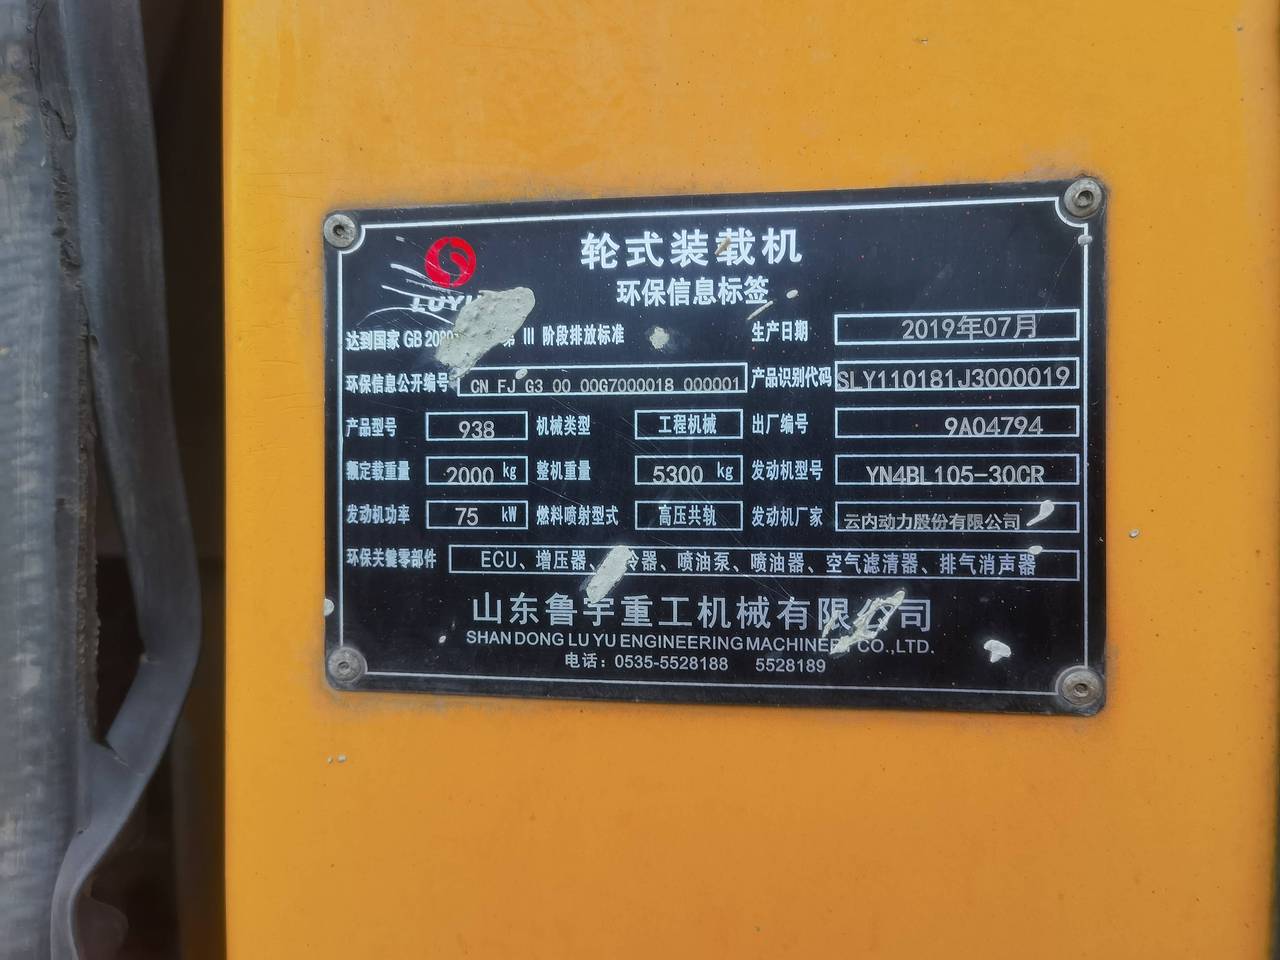 轮式装载机
LUYU
环保信息标签
达到国家 GB 208 第 III 阶段排放标准 生产日期 2019年07月
环保信息公开编号 CN FJ G3 00 00G7000018 000001 产品识别代码 SLY110181J3000019
产品型号 938 机械类型 工程机械 出厂编号 9A04794
额定载重量 2000 kg 整机重量 5300 kg 发动机型号 YN4BL105-30CR
发动机功率 75 kW 燃料喷射型式 高压共轨 发动机厂家 云内动力股份有限公司
环保关键零部件 ECU、增压器、冷器、喷油泵、喷油器、空气滤清器、排气消声器
山东鲁宇重工机械有限公司
SHANDONG LU YU ENGINEERING MACHINERY CO.,LTD.
电话：0535-5528188 5528189